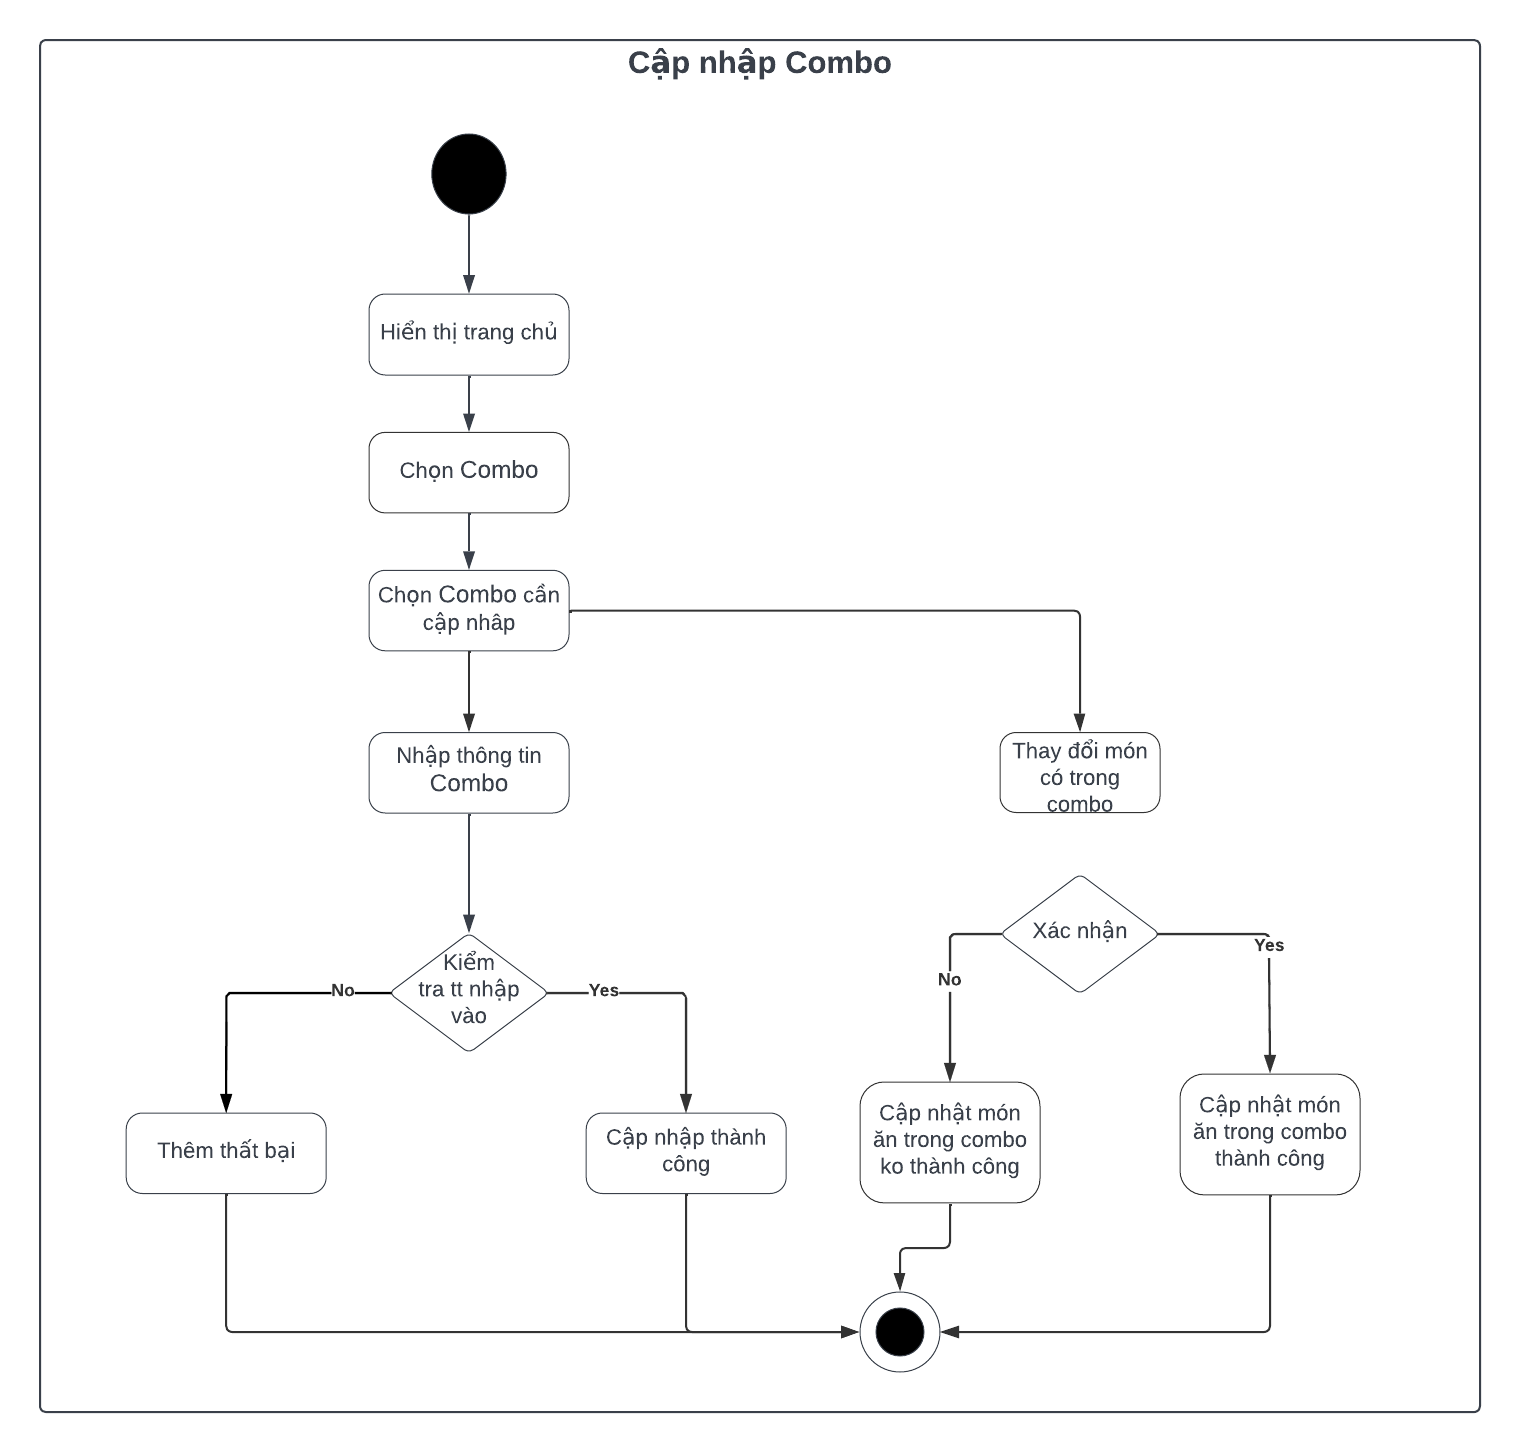 Cập nhập Combo
Hiển thị trang chủ
Chọn Combo
Chọn Combo cần
cập nhâp
Nhập thông tin
Combo
Thay đổi món
có trong
combo
Kiểm
tra tt nhập
vào
No
Yes
Xác nhận
No
Yes
Thêm thất bại
Cập nhập thành
công
Cập nhật món
ăn trong combo
ko thành công
Cập nhật món
ăn trong combo
thành công